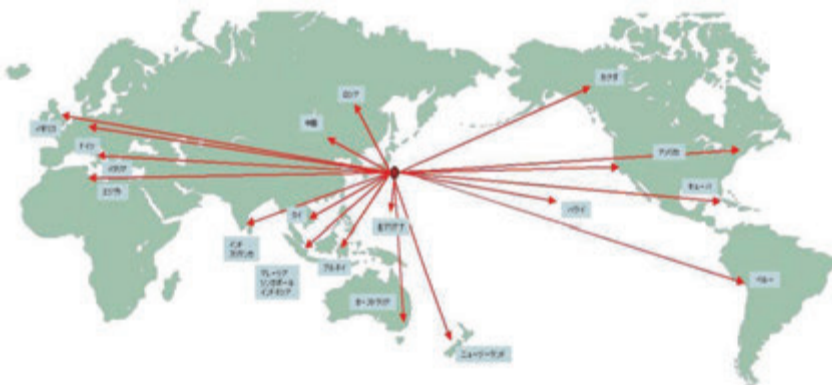 カナダ
ロシア
中国
イギリス
アメリカ
ドイツ
イタリア
キューバ
ハワイ
タイ
インド
スリランカ
マレーシア
シンガポール
インドネシア
ブルネイ
ペルー
オーストラリア
ニュージーランド